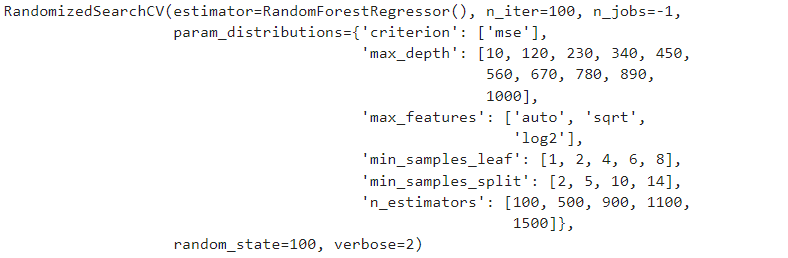 RandomizedSearchCV(estimator=RandomForestRegressor(), n_iter=100, n_jobs=-1,
                   param_distributions={'criterion': ['mse'],
                                        'max_depth': [10, 120, 230, 340, 450,
                                                      560, 670, 780, 890,
                                                      1000],
                                        'max_features': ['auto', 'sqrt',
                                                         'log2'],
                                        'min_samples_leaf': [1, 2, 4, 6, 8],
                                        'min_samples_split': [2, 5, 10, 14],
                                        'n_estimators': [100, 500, 900, 1100,
                                                         1500]},
                   random_state=100, verbose=2)